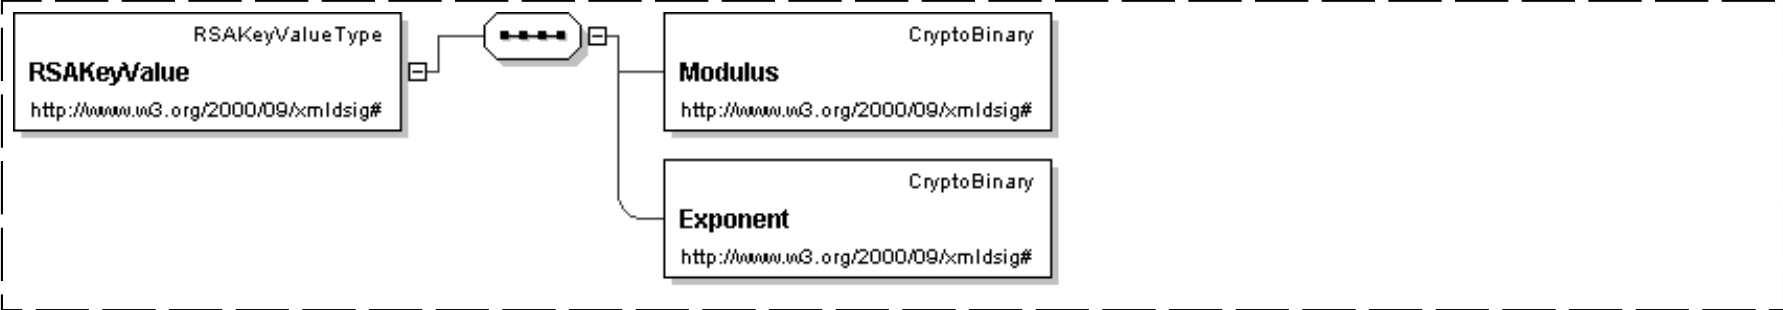 RSAKeyValueType
RSAKeyValue
http://www.w3.org/2000/09/xmldsig#
CryptoBinary
Modulus
http://www.w3.org/2000/09/xmldsig#
CryptoBinary
Exponent
http://www.w3.org/2000/09/xmldsig#